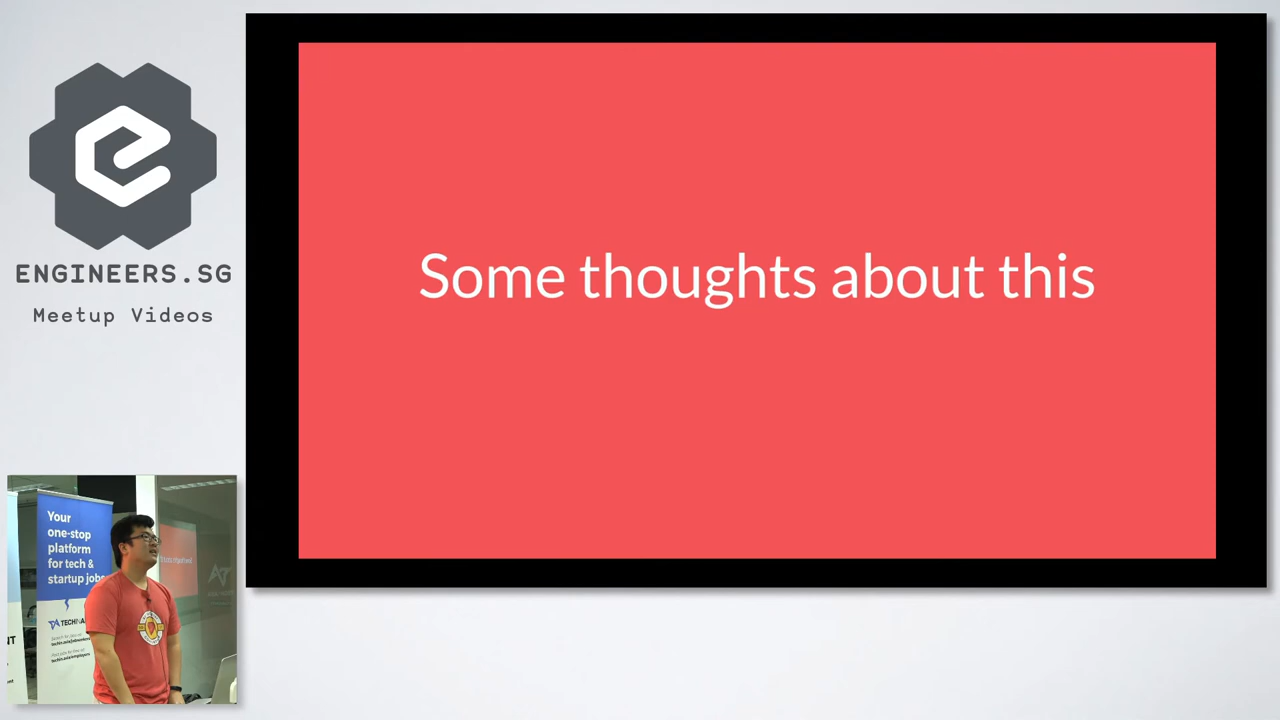 ENGINEERS.SG
Meetup Videos
Some thoughts about this
Your
one-stop
platform
for tech &
startup jobs